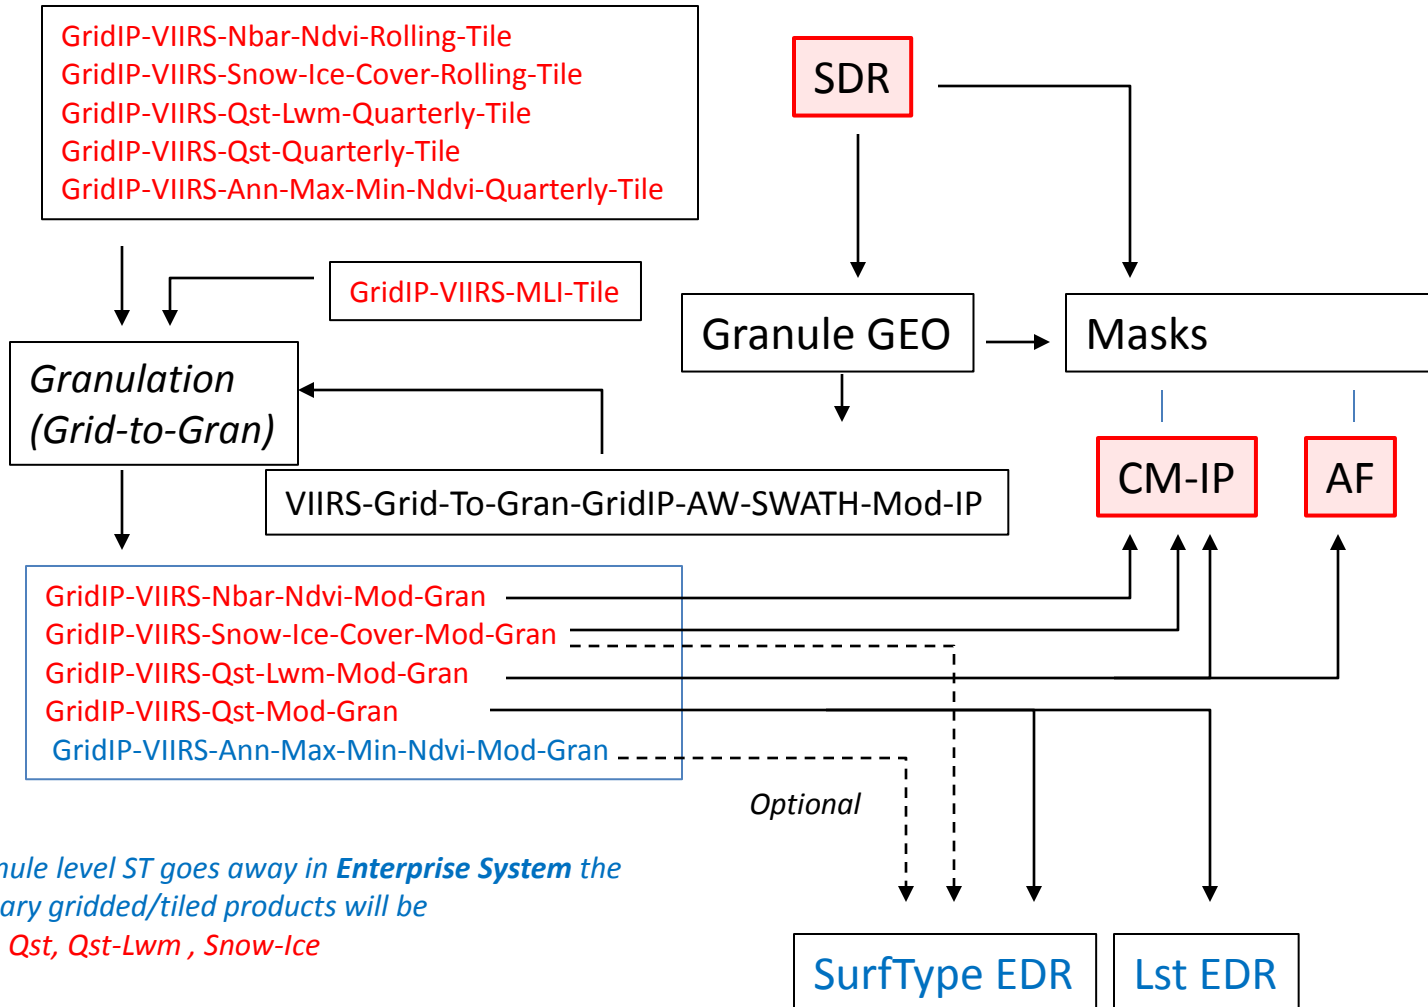 GridIP-VIIRS-Nbar-Ndvi-Rolling-Tile
GridIP-VIIRS-Snow-Ice-Cover-Rolling-Tile
GridIP-VIIRS-Qst-Lwm-Quarterly-Tile
GridIP-VIIRS-Qst-Quarterly-Tile
GridIP-VIIRS-Ann-Max-Min-Ndvi-Quarterly-Tile
SDR
GridIP-VIIRS-MLI-Tile
Granule GEO
Masks
Granulation
(Grid-to-Gran)
VIIRS-Grid-To-Gran-GridIP-AW-SWATH-Mod-IP
CM-IP
AF
GridIP-VIIRS-Nbar-Ndvi-Mod-Gran
GridIP-VIIRS-Snow-Ice-Cover-Mod-Gran
GridIP-VIIRS-Qst-Lwm-Mod-Gran
GridIP-VIIRS-Qst-Mod-Gran
GridIP-VIIRS-Ann-Max-Min-Ndvi-Mod-Gran
Optional
level ST goes away in Enterprise System the
gridded/tiled products will be
Qst, Qst-Lwm , Snow-Ice
SurfType EDR
Lst EDR